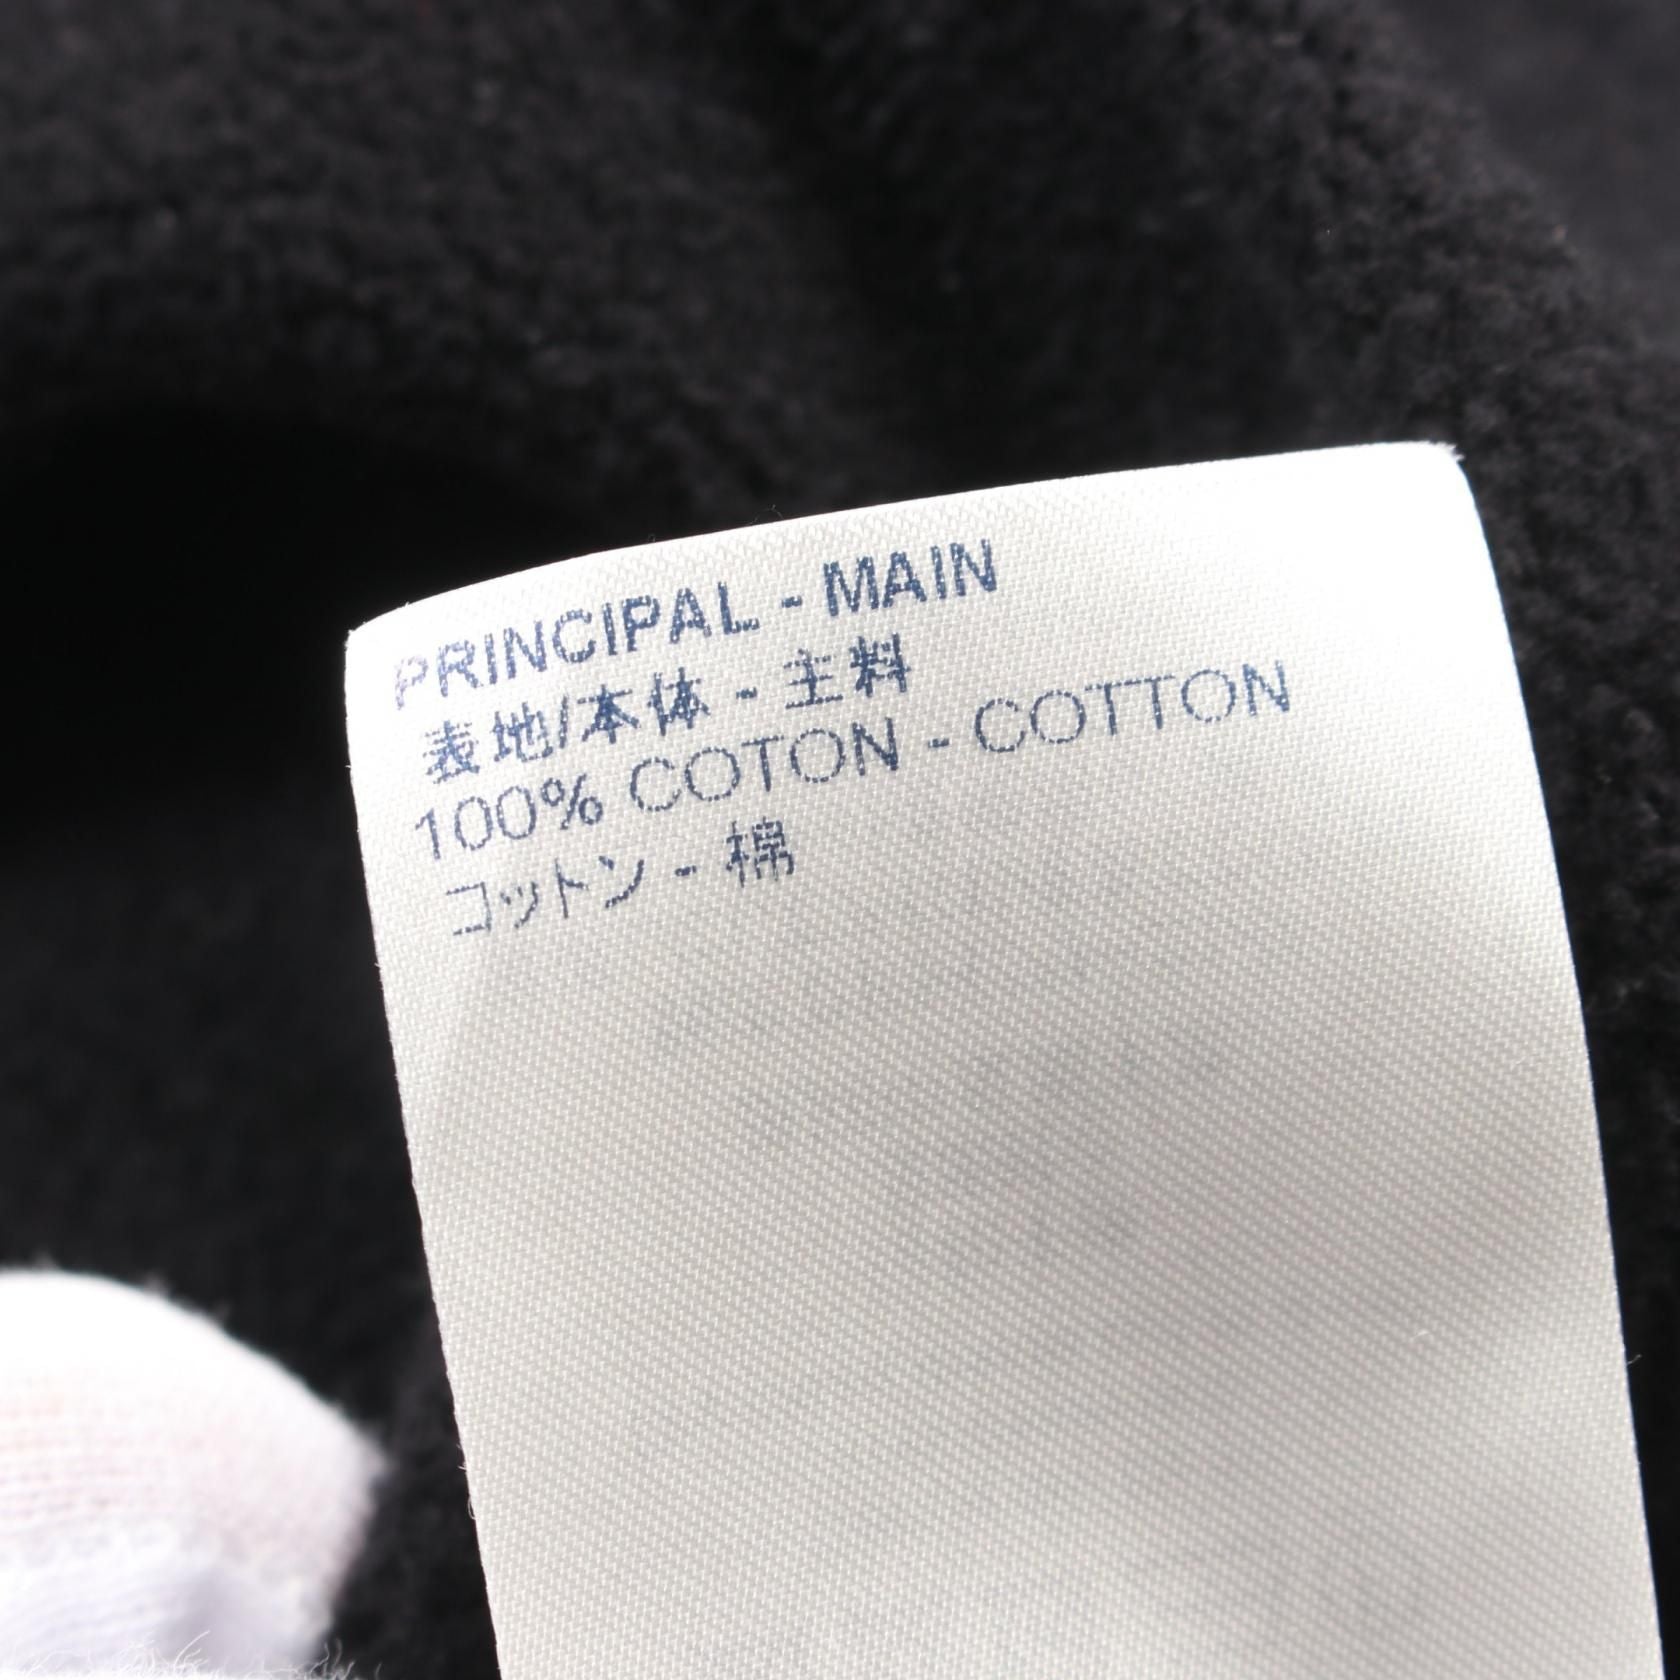 PRINCIPAL - MAIN
表地/本体 - 主料
100% COTON - COTTON
コットン - 棉